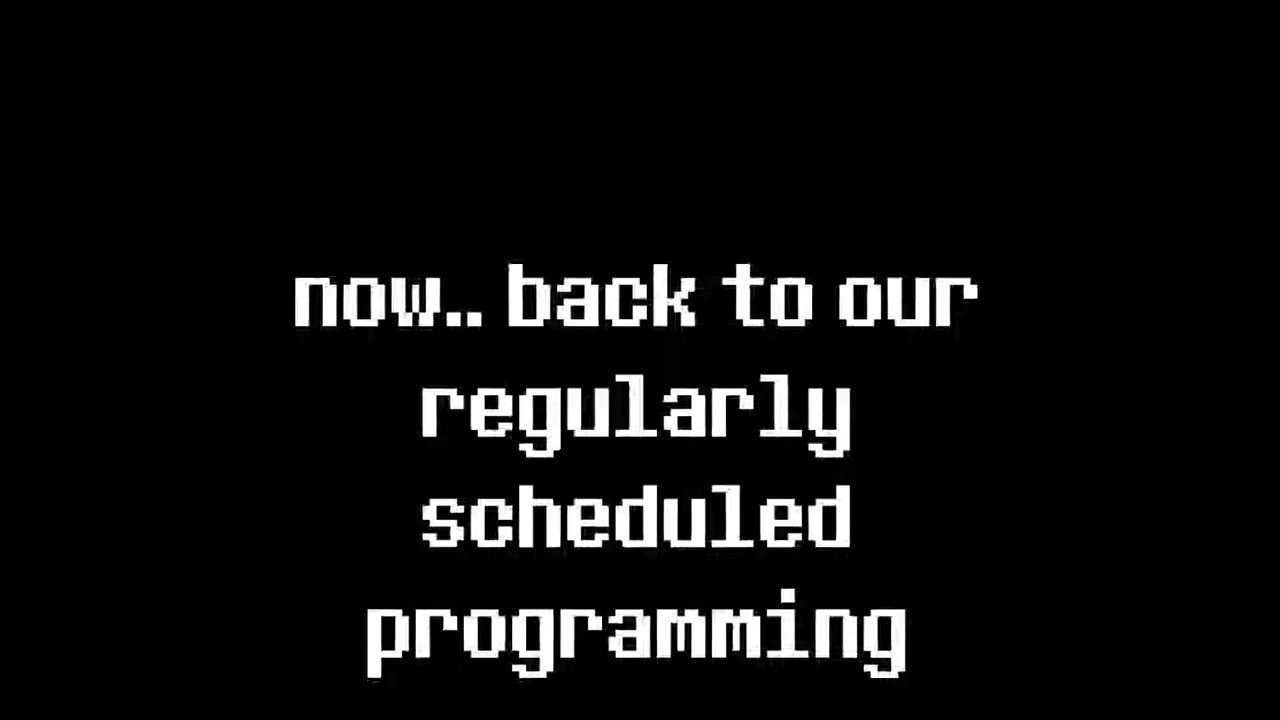 now.. back to our
regularly
scheduled
programming